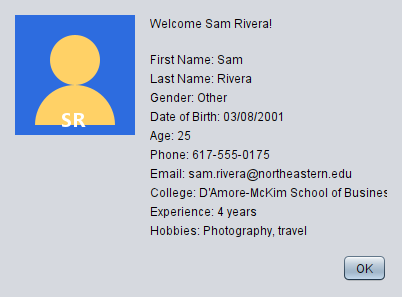 Welcome Sam Rivera!
First Name: Sam
Last Name: Rivera
Gender: Other
Date of Birth: 03/08/2001
Age: 25
Phone: 617-555-0175
Email: sam.rivera@northeastern.edu
College: D'Amore-McKim School of Busines
Experience: 4 years
Hobbies: Photography, travel
SR
OK